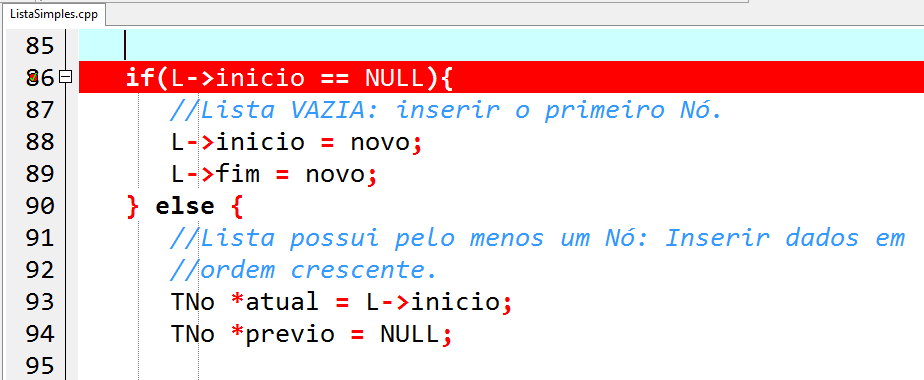 ListaSimples.cpp
85
86 if(L->inicio == NULL){
87 //Lista VAZIA: inserir o primeiro Nó.
88 L->inicio = novo;
89 L->fim = novo;
90 } else {
91 //Lista possui pelo menos um Nó: Inserir dados em
92 //ordem crescente.
93 TNo *atual = L->inicio;
94 TNo *previo = NULL;
95